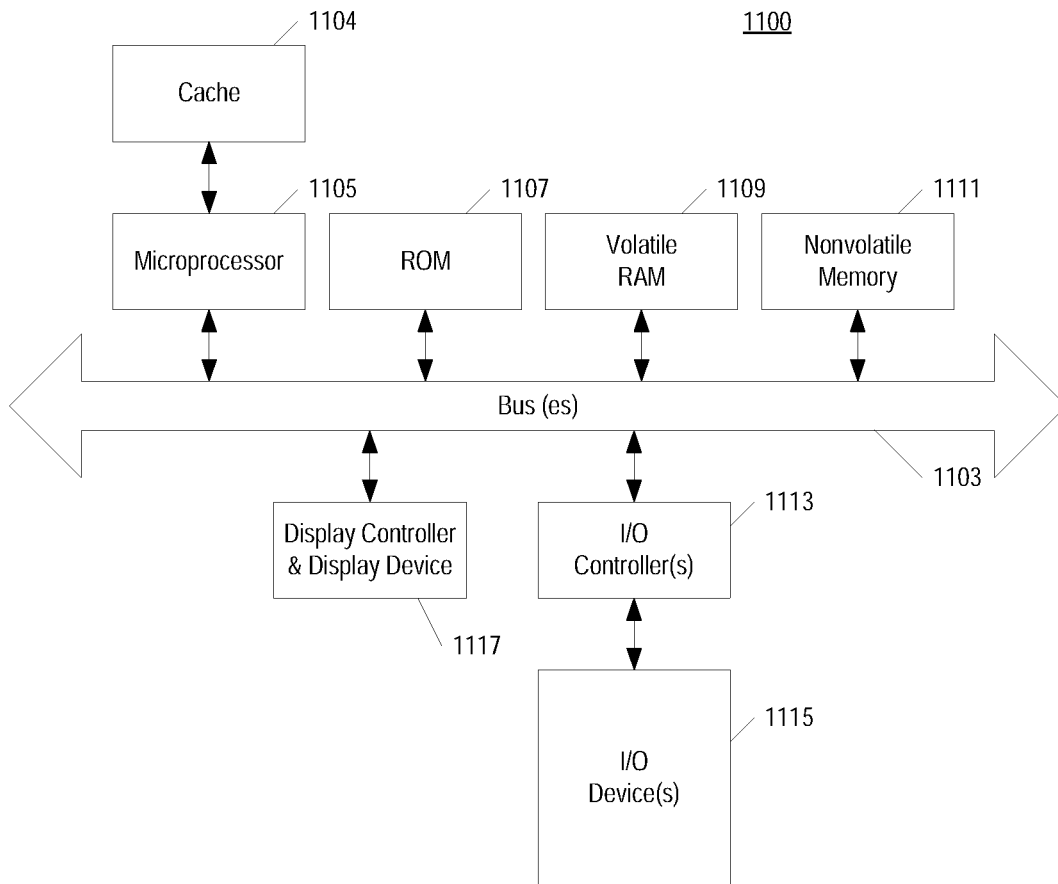 1104
1100
Cache
1105
1107
1109
1111
Microprocessor
ROM
Volatile
RAM
Nonvolatile
Memory
Bus (es)
1103
Display Controller
& Display Device
1117
I/O
Controller(s)
1113
I/O
Device(s)
1115